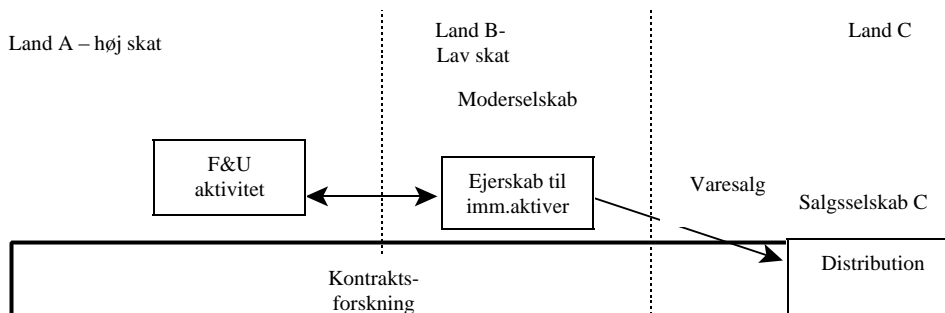 Land A – høj skat
Land B-
Lav skat
Land C
Moderselskab
F&U
aktivitet
Ejerskab til
imm.aktiver
Varesalg
Salgsselskab C
Distribution
Kontrakts-
forskning